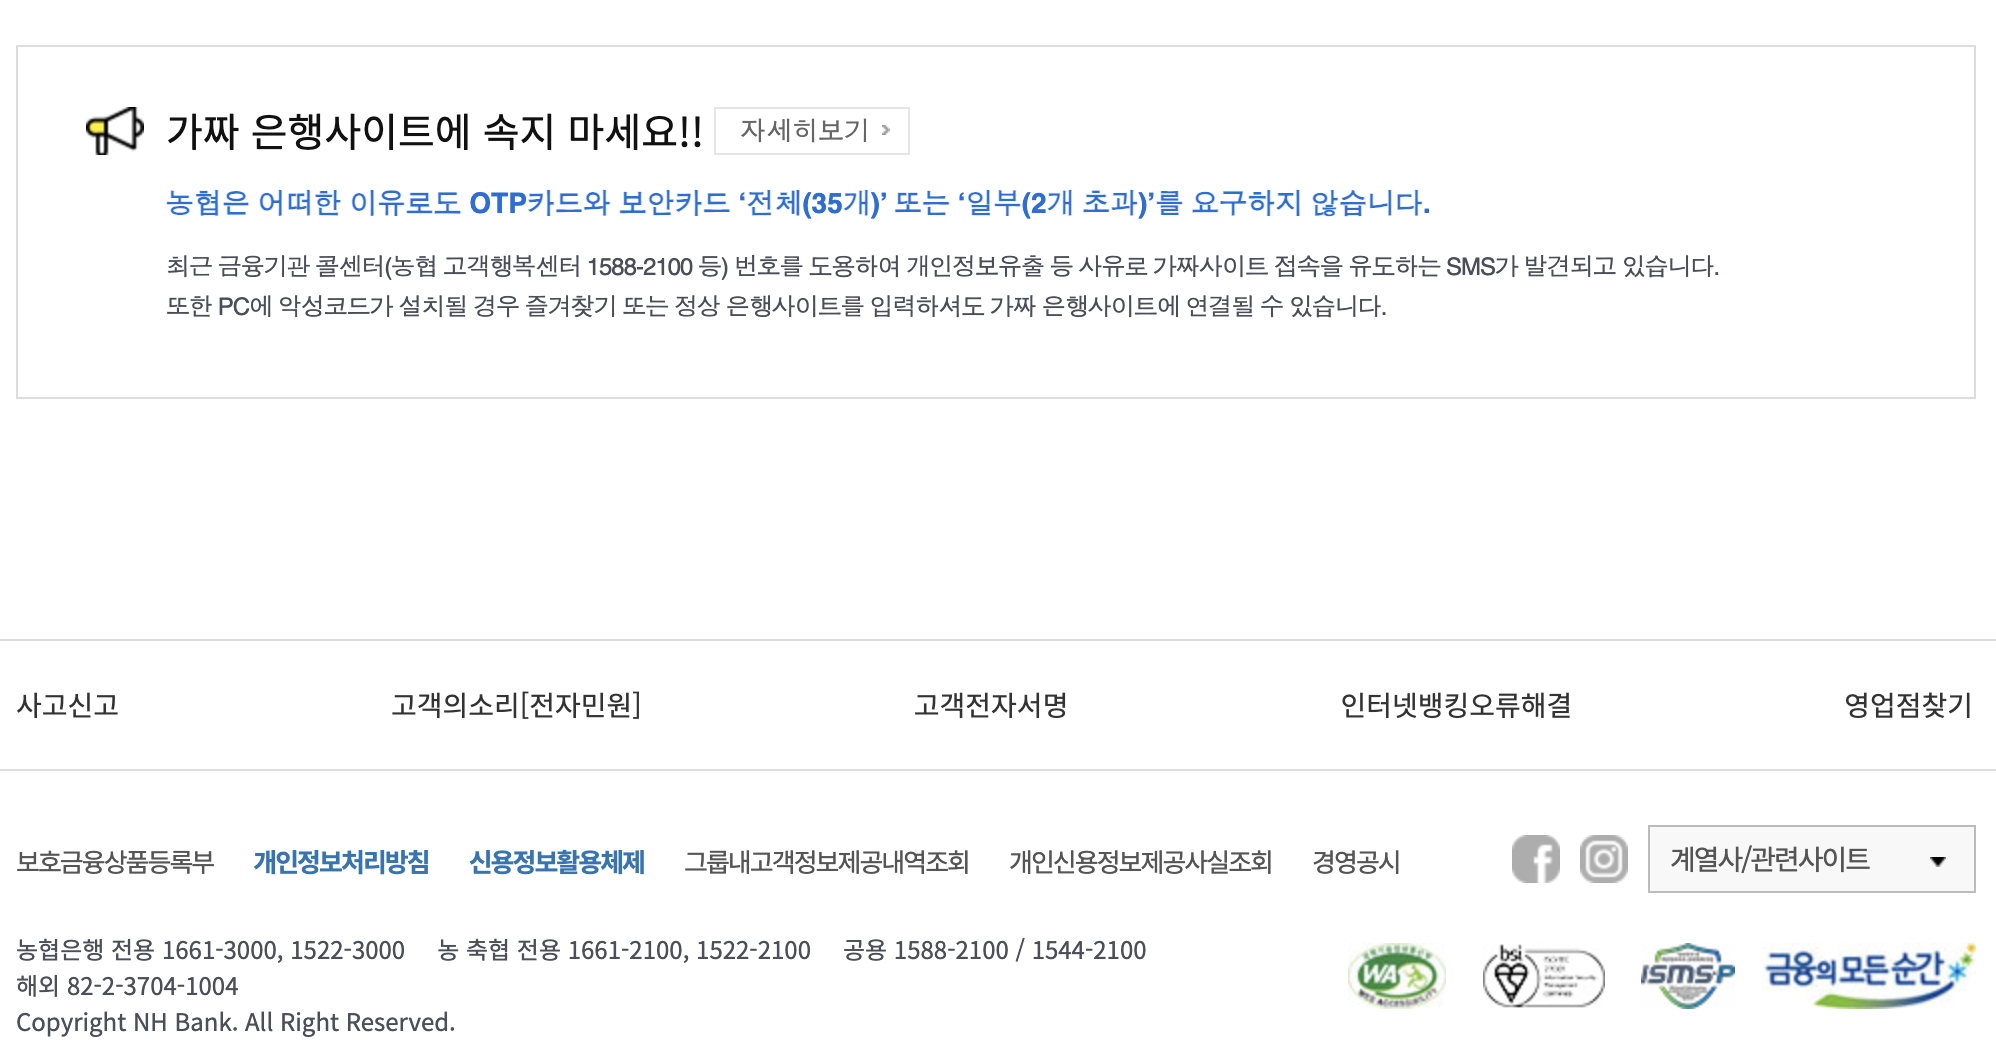 가짜 은행사이트에 속지 마세요!! 자세히보기
농협은 어떠한 이유로도 OTP카드와 보안카드 ‘전체(35개)’ 또는 ‘일부(2개 초과)’를 요구하지 않습니다.
최근 금융기관 콜센터(농협 고객행복센터 1588-2100 등) 번호를 도용하여 개인정보유출 등 사유로 가짜사이트 접속을 유도하는 SMS가 발견되고 있습니다.
또한 PC에 악성코드가 설치될 경우 즐겨찾기 또는 정상 은행사이트를 입력하셔도 가짜 은행사이트에 연결될 수 있습니다.
사고신고 고객의소리[전자민원] 고객전자서명 인터넷뱅킹오류해결 영업점찾기
보호금융상품등록부 개인정보처리방침 신용정보활용체제 그룹내고객정보제공내역조회 개인신용정보제공사실조회 경영공시 계열사/관련사이트
농협은행 전용 1661-3000, 1522-3000 농 축협 전용 1661-2100, 1522-2100 공용 1588-2100 / 1544-2100
해외 82-2-3704-1004
Copyright NH Bank. All Right Reserved.
WA
WEB ACCESSIBILITY
bsi
ISMS-P
금융의 모든 순간